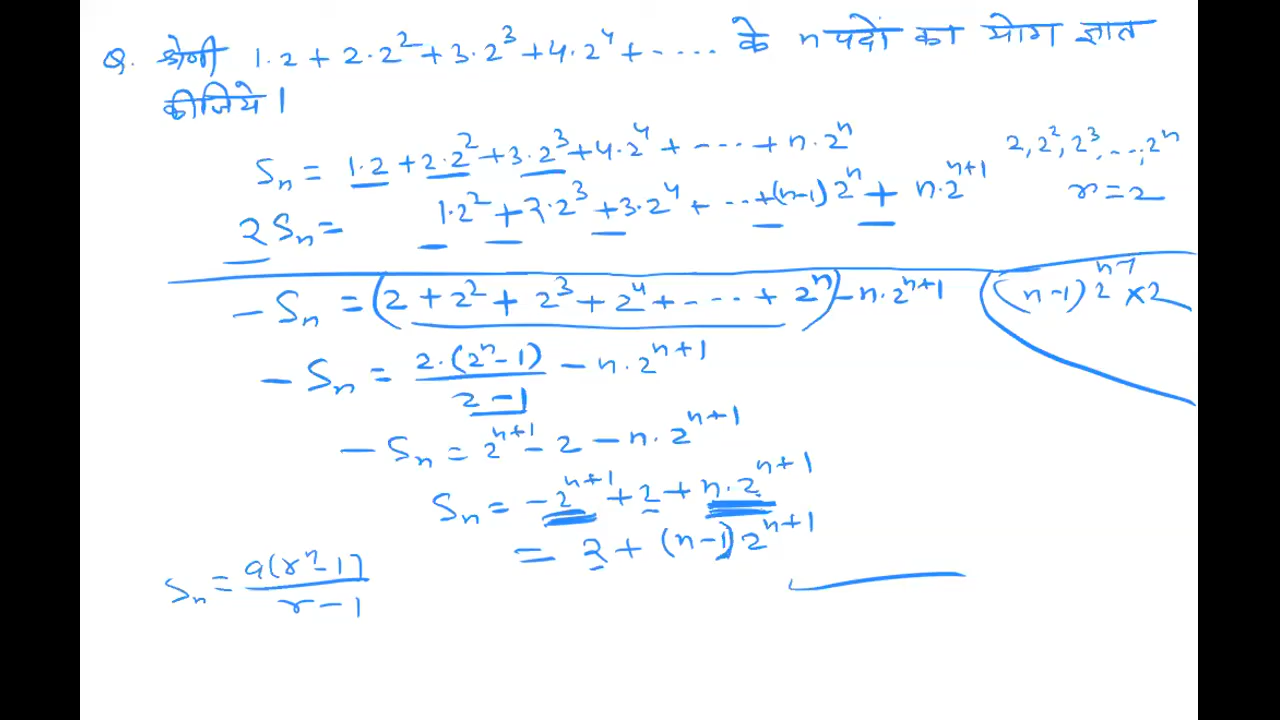 Q. श्रेणी 1·2 + 2·2² + 3·2³ + 4·2⁴ + ..... के n पदों का योग ज्ञात
कीजिये।
Sₙ = 1·2 + 2·2² + 3·2³ + 4·2⁴ + ---- + n·2ⁿ
2, 2², 2³, ..., 2ⁿ
2Sₙ = 1·2² + 2·2³ + 3·2⁴ + -- + (n-1)2ⁿ + n·2ⁿ⁺¹
r = 2
- Sₙ = (2 + 2² + 2³ + 2⁴ + ---- + 2ⁿ) - n·2ⁿ⁺¹
(n-1) 2ⁿ⁻¹ × 2
- Sₙ = 2·(2ⁿ - 1) / 2 - 1 - n·2ⁿ⁺¹
- Sₙ = 2ⁿ⁺¹ - 2 - n·2ⁿ⁺¹
Sₙ = -2ⁿ⁺¹ + 2 + n·2ⁿ⁺¹
= 2 + (n-1)2ⁿ⁺¹
Sₙ = a(rⁿ - 1) / r - 1